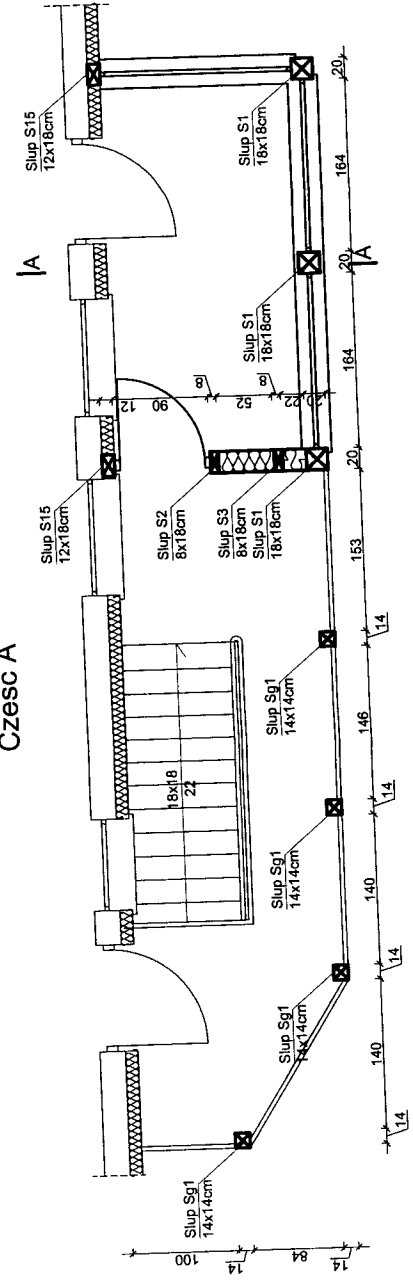 Czesc A
Slup S15
12x18cm
Slup S1
18x18cm
A
A
Slup S1
18x18cm
Slup S15
12x18cm
Slup S2
8x18cm
Slup S3
8x18cm
Slup S1
18x18cm
Slup Sg1
14x14cm
Slup Sg1
14x14cm
Slup Sg1
14x14cm
Slup Sg1
14x14cm
18x18
22
12
90
8
52
8
22
20
100
14
84
14
14
140
14
140
14
146
14
153
20
164
20
164
20